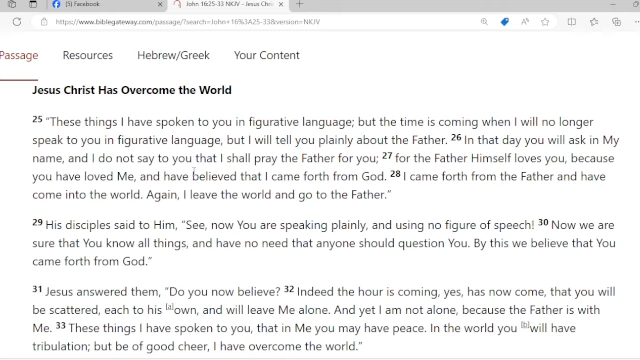 Facebook
John 16:25-33 NKJV - Jesus Chris
https://www.biblegateway.com/passage/?search=John+16%3A25-33&version=NKJV
Passage Resources Hebrew/Greek Your Content
Jesus Christ Has Overcome the World
25 “These things I have spoken to you in figurative language; but the time is coming when I will no longer
speak to you in figurative language, but I will tell you plainly about the Father. 26 In that day you will ask in My
name, and I do not say to you that I shall pray the Father for you; 27 for the Father Himself loves you, because
you have loved Me, and have believed that I came forth from God. 28 I came forth from the Father and have
come into the world. Again, I leave the world and go to the Father.”
29 His disciples said to Him, “See, now You are speaking plainly, and using no figure of speech! 30 Now we are
sure that You know all things, and have no need that anyone should question You. By this we believe that You
came forth from God.”
31 Jesus answered them, “Do you now believe? 32 Indeed the hour is coming, yes, has now come, that you will
be scattered, each to his [a]own, and will leave Me alone. And yet I am not alone, because the Father is with
Me. 33 These things I have spoken to you, that in Me you may have peace. In the world you [b]will have
tribulation; but be of good cheer, I have overcome the world.”